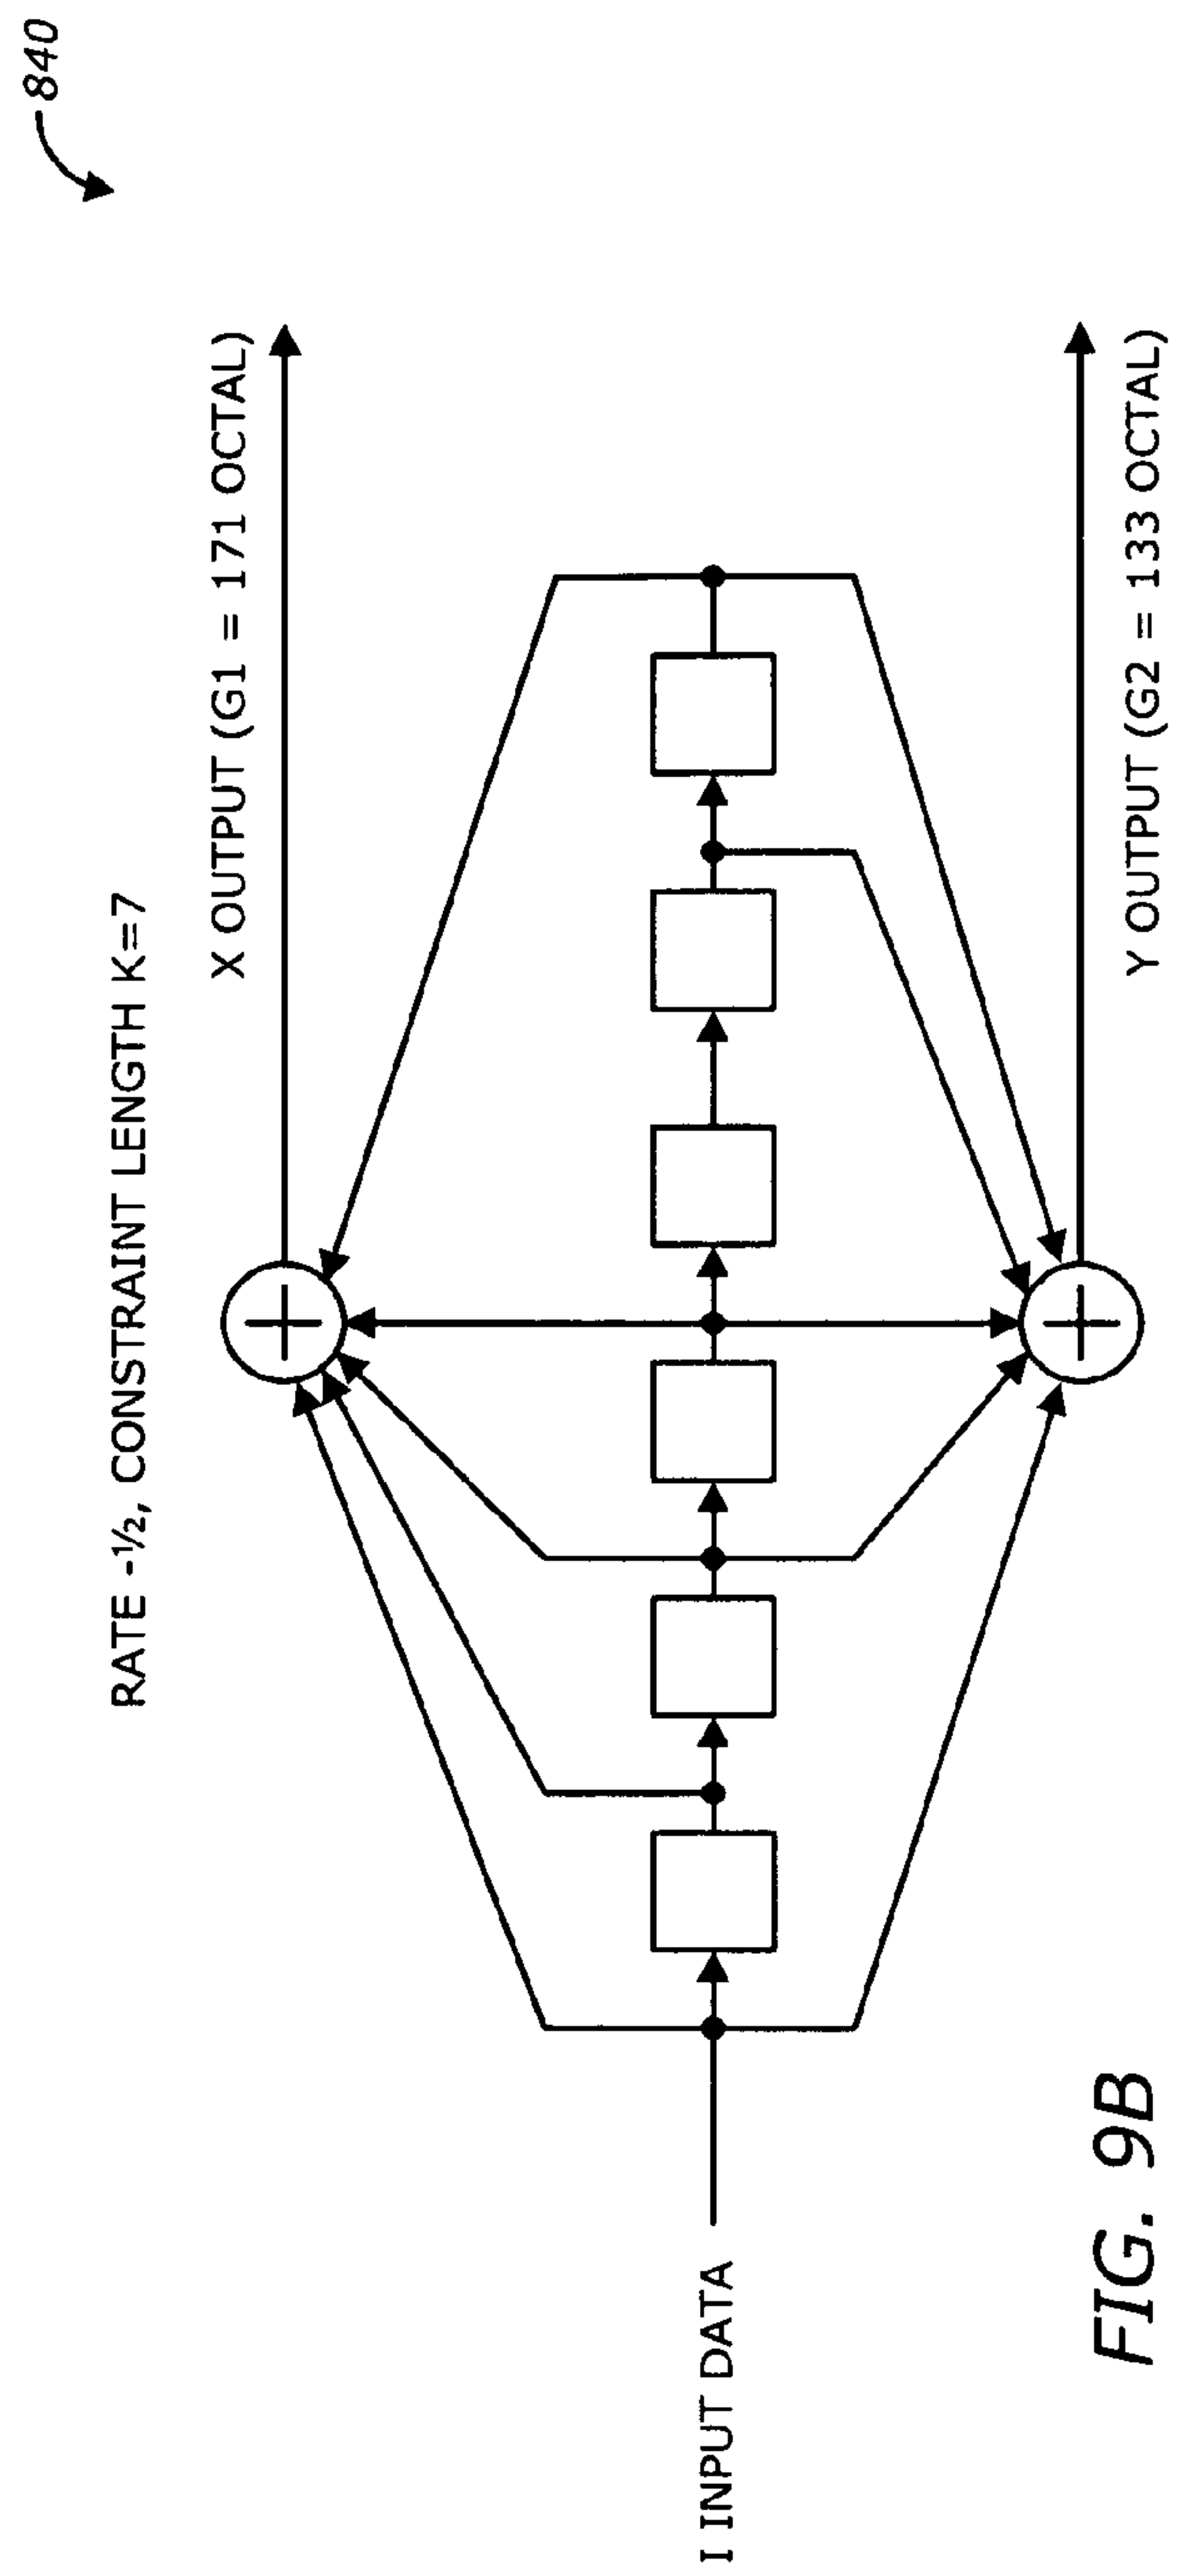 840
RATE -½, CONSTRAINT LENGTH K=7
X OUTPUT (G1 = 171 OCTAL)
I INPUT DATA
Y OUTPUT (G2 = 133 OCTAL)
FIG. 9B